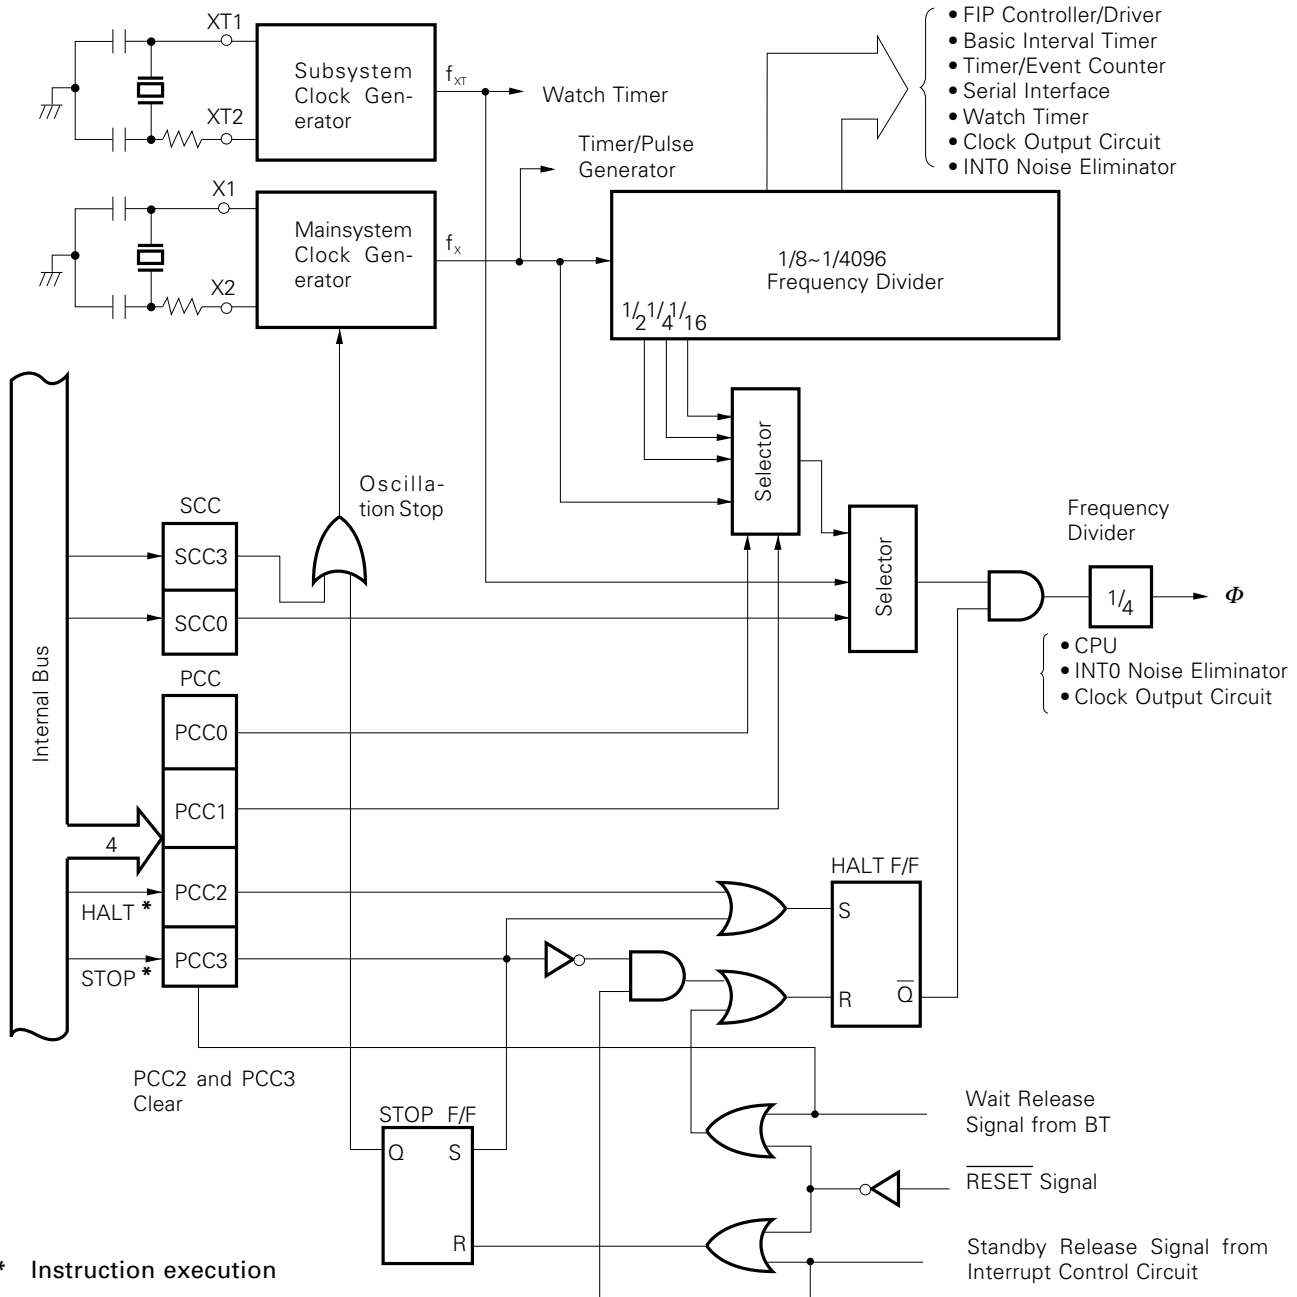 XT1
XT2
Subsystem
Clock Gen-
erator
fXT
Watch Timer
Timer/Pulse
Generator
• FIP Controller/Driver
• Basic Interval Timer
• Timer/Event Counter
• Serial Interface
• Watch Timer
• Clock Output Circuit
• INT0 Noise Eliminator
X1
X2
Mainsystem
Clock Gen-
erator
fX
1/8~1/4096
Frequency Divider
1/2 1/4 1/16
Selector
Selector
Oscilla-
tion Stop
Frequency
Divider
1/4
Φ
• CPU
• INT0 Noise Eliminator
• Clock Output Circuit
Internal Bus
SCC
SCC3
SCC0
PCC
PCC0
PCC1
4
PCC2
HALT *
PCC3
STOP *
HALT F/F
S
R
Q̅
PCC2 and PCC3
Clear
STOP F/F
Q
S
R
Wait Release
Signal from BT
R̅E̅S̅E̅T̅ Signal
Standby Release Signal from
Interrupt Control Circuit
* Instruction execution